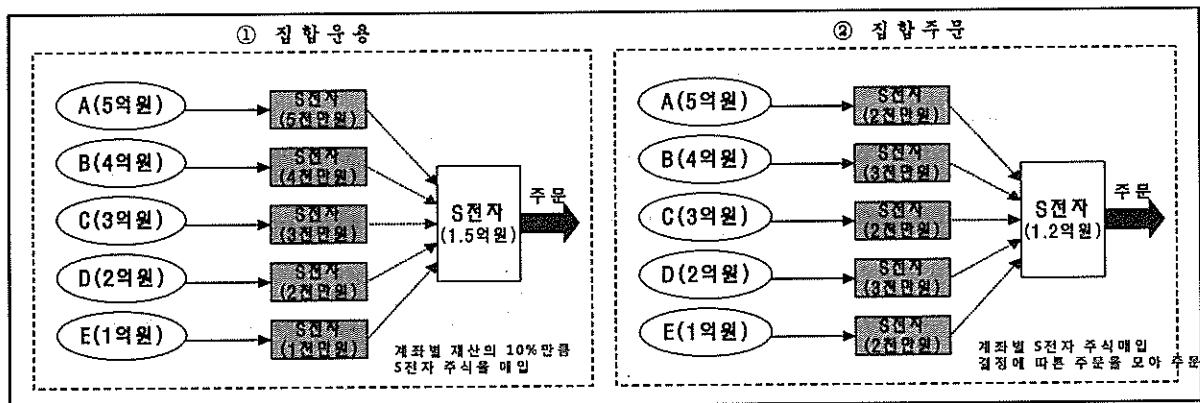 ① 집합운용
A(5억원)
S전자
(5천만원)
B(4억원)
S전자
(4천만원)
C(3억원)
S전자
(3천만원)
D(2억원)
S전자
(2천만원)
E(1억원)
S전자
(1천만원)
S전자
(1.5억원)
주문
계좌별 재산의 10%만큼
S전자 주식을 매입
② 집합주문
A(5억원)
S전자
(2천만원)
B(4억원)
S전자
(3천만원)
C(3억원)
S전자
(2천만원)
D(2억원)
S전자
(3천만원)
E(1억원)
S전자
(2천만원)
S전자
(1.2억원)
주문
계좌별 S전자 주식매입
결정에 따른 주문을 모아 주문